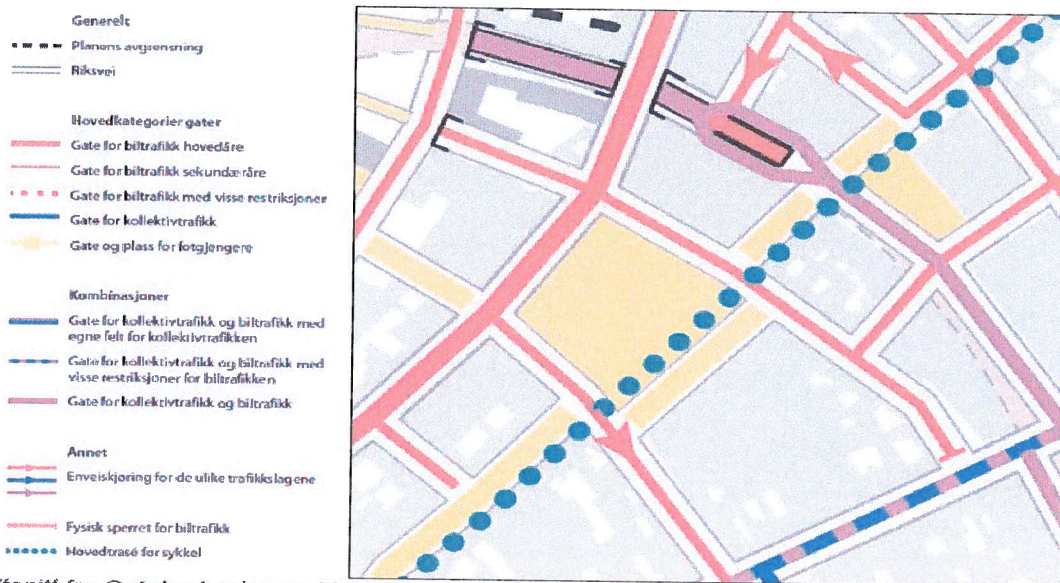 Generelt
Planens avgrensning
Riksvei
Hovedkategorier gater
Gate for biltrafikk hovedåre
Gate for biltrafikk sekundæråre
Gate for biltrafikk med visse restriksjoner
Gate for kollektivtrafikk
Gate og plass for fotgjengere
Kombinasjoner
Gate for kollektivtrafikk og biltrafikk med
egne felt for kollektivtrafikken
Gate for kollektivtrafikk og biltrafikk med
visse restriksjoner for biltrafikken
Gate for kollektivtrafikk og biltrafikk
Annet
Enveiskjøring for de ulike trafikkslagene
Fysisk sperret for biltrafikk
Hovedtrasé for sykkel